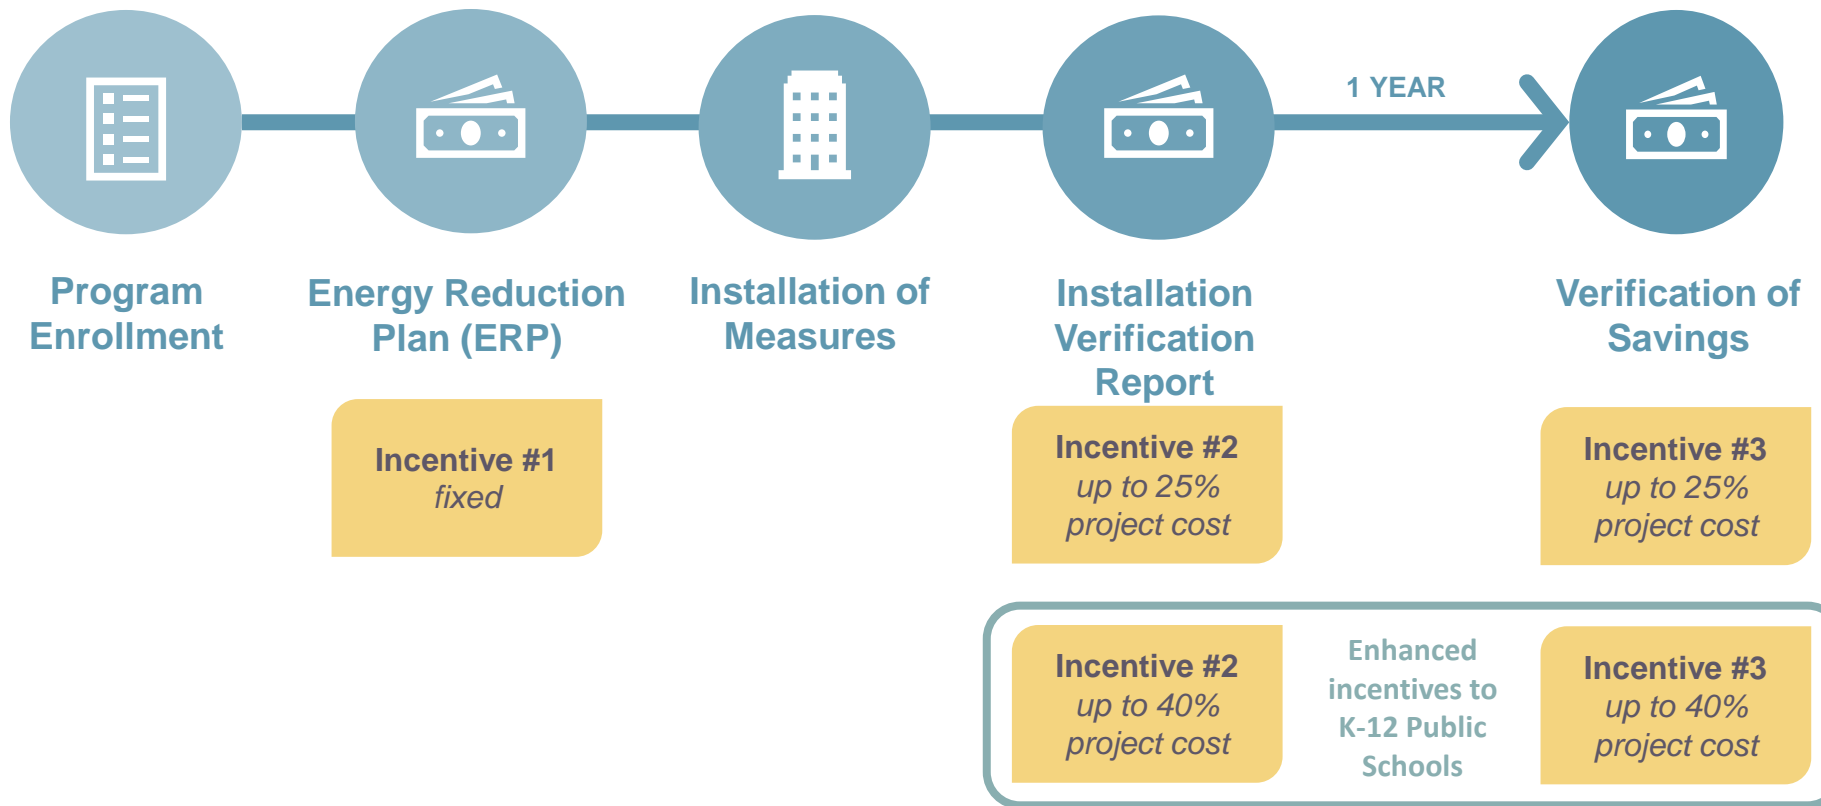 1 YEAR
Program
Enrollment
Energy Reduction
Plan (ERP)
Installation of
Measures
Installation
Verification
Report
Verification of
Savings
Incentive #1
fixed
Incentive #2
up to 25%
project cost
Incentive #3
up to 25%
project cost
Incentive #2
up to 40%
project cost
Enhanced
incentives to
K-12 Public
Schools
Incentive #3
up to 40%
project cost